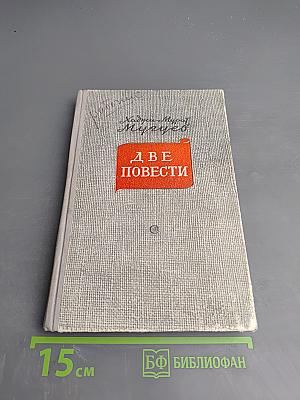 Хаджи-Мурат
Мугуев
ДВЕ
ПОВЕСТИ
15 см
БФ БИБЛИОФАН